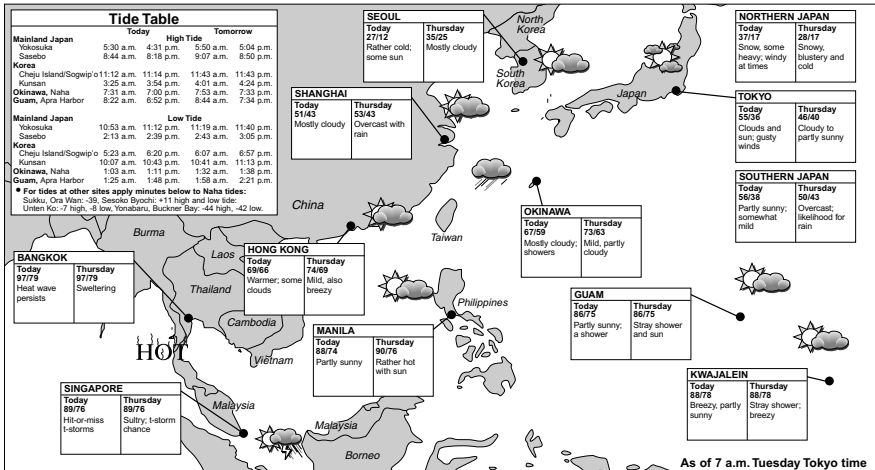 Tide Table
Today Tomorrow
Mainland Japan High Tide
Yokosuka 5:30 a.m. 4:31 p.m. 5:50 a.m. 5:04 p.m.
Sasebo 8:44 a.m. 8:18 p.m. 9:07 a.m. 8:50 p.m.
Korea
Cheju Island/Sogwip'o 11:12 a.m. 11:14 p.m. 11:43 a.m. 11:43 p.m.
Kunsan 3:25 a.m. 3:54 p.m. 4:01 a.m. 4:24 p.m.
Okinawa, Naha 7:31 a.m. 7:00 p.m. 7:53 a.m. 7:33 p.m.
Guam, Apra Harbor 8:22 a.m. 6:52 p.m. 8:44 a.m. 7:34 p.m.
Mainland Japan Low Tide
Yokosuka 10:53 a.m. 11:12 p.m. 11:19 a.m. 11:40 p.m.
Sasebo 2:13 a.m. 2:39 p.m. 2:43 a.m. 3:05 p.m.
Korea
Cheju Island/Sogwip'o 5:23 a.m. 6:20 p.m. 6:07 a.m. 6:57 p.m.
Kunsan 10:07 a.m. 10:43 p.m. 10:41 a.m. 11:13 p.m.
Okinawa, Naha 1:03 a.m. 1:11 p.m. 1:32 a.m. 1:38 p.m.
Guam, Apra Harbor 1:25 a.m. 1:48 p.m. 1:58 a.m. 2:21 p.m.
• For tides at other sites apply minutes below to Naha tides:
Sukku, Ora Wan: -39, Sesoko Byochi: +11 high and low tide:
Unten Ko: -7 high, -8 low, Yonabaru, Buckner Bay: -44 high, -42 low.
SEOUL
Today Thursday
27/12 35/25
Rather cold; Mostly cloudy
some sun
North
Korea
South
Korea
Japan
NORTHERN JAPAN
Today Thursday
37/17 28/17
Snow, some Snowy,
heavy; windy blustery and
at times cold
TOKYO
Today Thursday
55/36 46/40
Clouds and Cloudy to
sun; gusty partly sunny
winds
SOUTHERN JAPAN
Today Thursday
56/38 50/43
Partly sunny; Overcast;
somewhat likelihood for
mild rain
SHANGHAI
Today Thursday
51/43 53/43
Mostly cloudy Overcast with
rain
China
Taiwan
OKINAWA
Today Thursday
67/59 73/63
Mostly cloudy; Mild, partly
showers cloudy
Burma
Laos
Thailand
Cambodia
Vietnam
BANGKOK
Today Thursday
97/79 97/79
Heat wave Sweltering
persists
HOT
HONG KONG
Today Thursday
69/66 74/69
Warmer; some Mild, also
clouds breezy
Philippines
MANILA
Today Thursday
88/74 90/76
Partly sunny Rather hot
with sun
GUAM
Today Thursday
86/75 86/75
Partly sunny; Stray shower
a shower and sun
KWAJALEIN
Today Thursday
88/78 88/78
Breezy, partly Stray shower;
sunny breezy
SINGAPORE
Today Thursday
89/76 89/76
Hit-or-miss Sultry; t-storm
t-storms chance
Malaysia
Malaysia
Borneo
As of 7 a.m. Tuesday Tokyo time